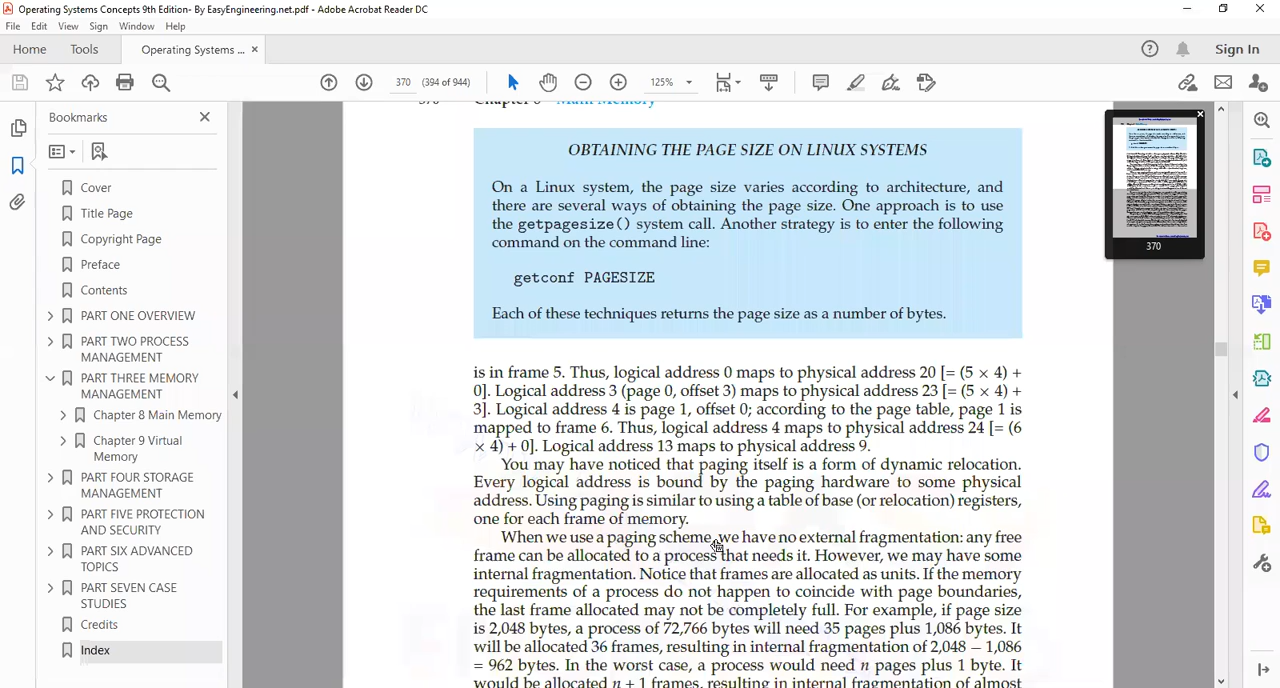 Operating Systems Concepts 9th Edition- By EasyEngineering.net.pdf - Adobe Acrobat Reader DC
File Edit View Sign Window Help
Home Tools Operating Systems ... × Sign In
370 (394 of 944) 125%
Bookmarks
Cover
Title Page
Copyright Page
Preface
Contents
PART ONE OVERVIEW
PART TWO PROCESS
MANAGEMENT
PART THREE MEMORY
MANAGEMENT
Chapter 8 Main Memory
Chapter 9 Virtual
Memory
PART FOUR STORAGE
MANAGEMENT
PART FIVE PROTECTION
AND SECURITY
PART SIX ADVANCED
TOPICS
PART SEVEN CASE
STUDIES
Credits
Index
370 Chapter 8 Main Memory
OBTAINING THE PAGE SIZE ON LINUX SYSTEMS
On a Linux system, the page size varies according to architecture, and
there are several ways of obtaining the page size. One approach is to use
the getpagesize() system call. Another strategy is to enter the following
command on the command line:
getconf PAGESIZE
Each of these techniques returns the page size as a number of bytes.
is in frame 5. Thus, logical address 0 maps to physical address 20 [= (5 × 4) +
0]. Logical address 3 (page 0, offset 3) maps to physical address 23 [= (5 × 4) +
3]. Logical address 4 is page 1, offset 0; according to the page table, page 1 is
mapped to frame 6. Thus, logical address 4 maps to physical address 24 [= (6
× 4) + 0]. Logical address 13 maps to physical address 9.
You may have noticed that paging itself is a form of dynamic relocation.
Every logical address is bound by the paging hardware to some physical
address. Using paging is similar to using a table of base (or relocation) registers,
one for each frame of memory.
When we use a paging scheme, we have no external fragmentation: any free
frame can be allocated to a process that needs it. However, we may have some
internal fragmentation. Notice that frames are allocated as units. If the memory
requirements of a process do not happen to coincide with page boundaries,
the last frame allocated may not be completely full. For example, if page size
is 2,048 bytes, a process of 72,766 bytes will need 35 pages plus 1,086 bytes. It
will be allocated 36 frames, resulting in internal fragmentation of 2,048 − 1,086
= 962 bytes. In the worst case, a process would need n pages plus 1 byte. It
would be allocated n + 1 frames, resulting in internal fragmentation of almost
370